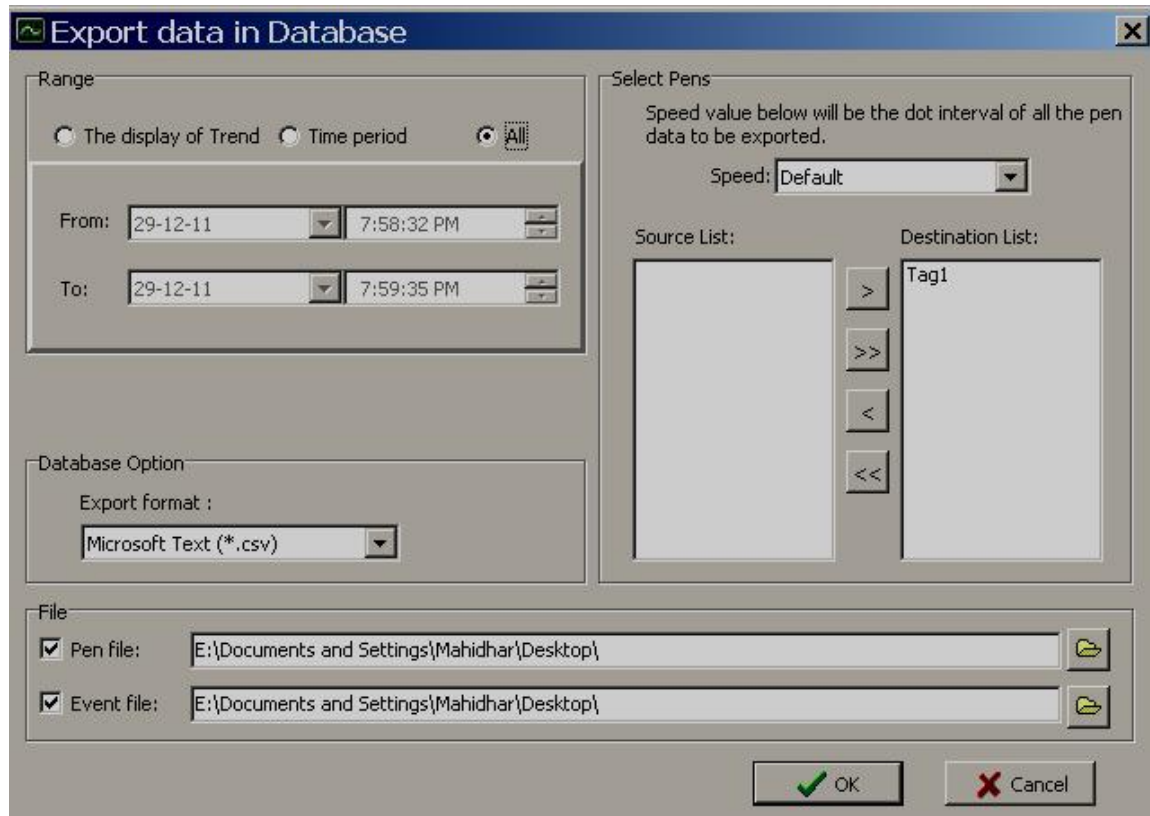 Export data in Database
Range
The display of Trend Time period All
From: 29-12-11 7:58:32 PM
To: 29-12-11 7:59:35 PM
Select Pens
Speed value below will be the dot interval of all the pen
data to be exported.
Speed: Default
Source List: Destination List:
Tag1
>
>>
<
<<
Database Option
Export format :
Microsoft Text (*.csv)
File
Pen file: E:\Documents and Settings\Mahidhar\Desktop\
Event file: E:\Documents and Settings\Mahidhar\Desktop\
OK Cancel